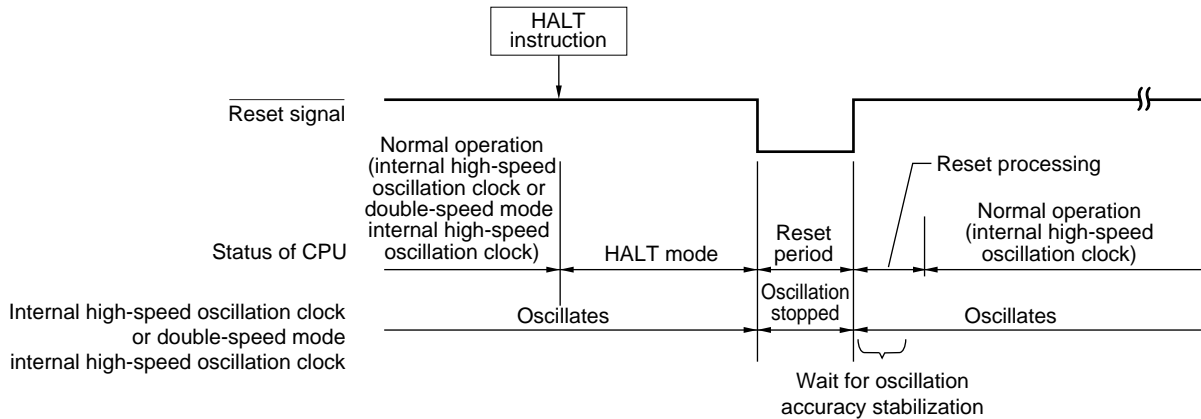 HALT
instruction
Reset signal
Normal operation
(internal high-speed
oscillation clock or
double-speed mode
internal high-speed
oscillation clock)
Status of CPU
HALT mode
Reset
period
Reset processing
Normal operation
(internal high-speed
oscillation clock)
Internal high-speed oscillation clock
or double-speed mode
internal high-speed oscillation clock
Oscillates
Oscillation
stopped
Oscillates
Wait for oscillation
accuracy stabilization